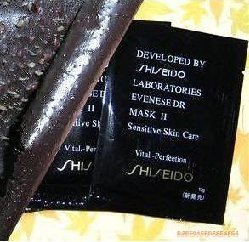 DEVELOPED BY
SHISEIDO
LABORATORIES
EVENESE DR
MASK II
Sensitive Skin Care
Vital-Perfection
SHISEIDO